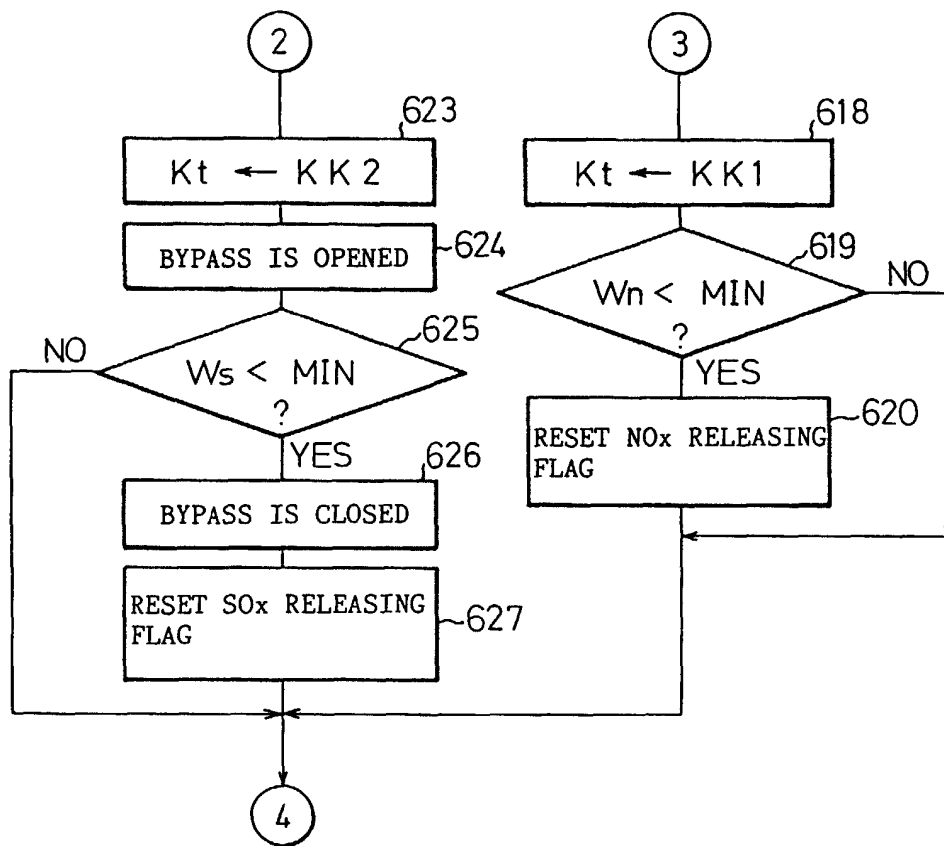 2
623
Kt ← KK2
BYPASS IS OPENED
624
625
NO
Ws < MIN
?
YES
626
BYPASS IS CLOSED
RESET SOx RELEASING
FLAG
627
4
3
618
Kt ← KK1
619
NO
Wn < MIN
?
YES
620
RESET NOx RELEASING
FLAG